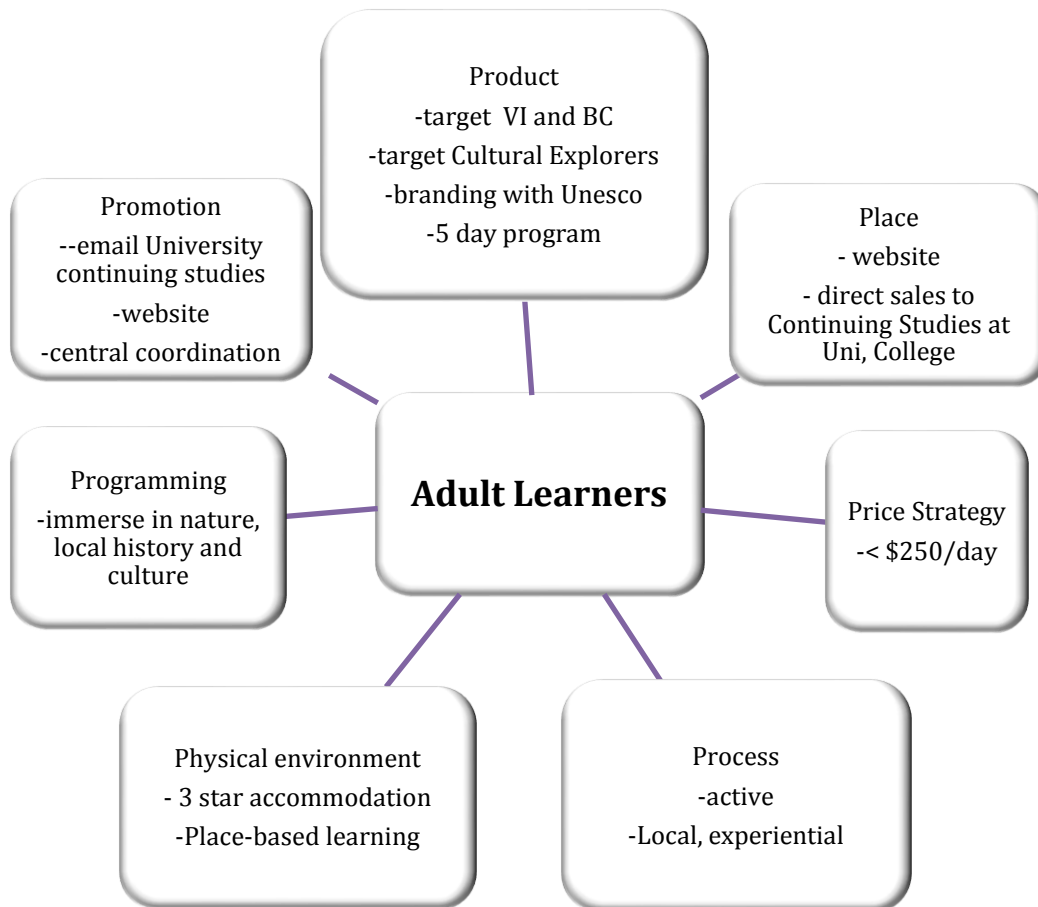 Product
-target VI and BC
-target Cultural Explorers
-branding with Unesco
-5 day program
Promotion
--email University
continuing studies
-website
-central coordination
Place
- website
- direct sales to
Continuing Studies at
Uni, College
Adult Learners
Programming
-immerse in nature,
local history and
culture
Price Strategy
-< $250/day
Physical environment
- 3 star accommodation
-Place-based learning
Process
-active
-Local, experiential